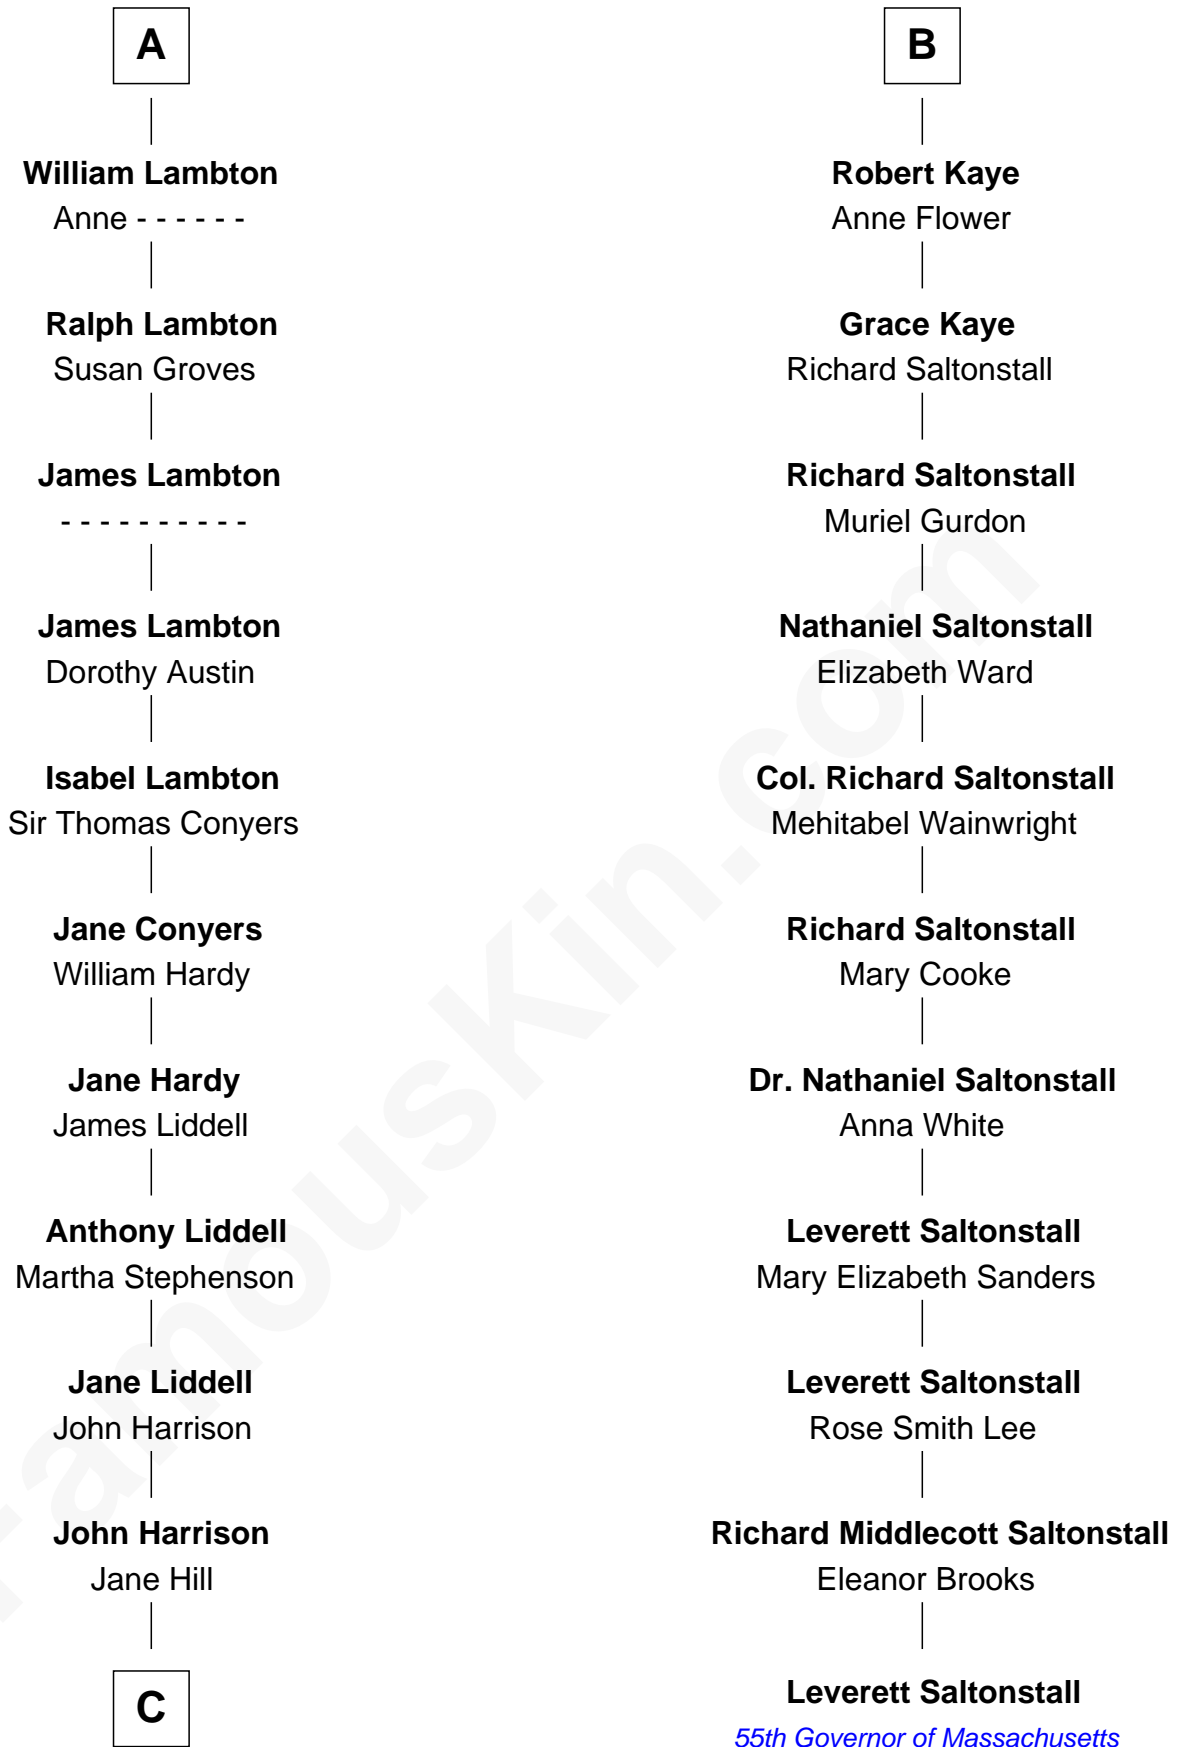 A
William Lambton
Anne - - - - - -
Ralph Lambton
Susan Groves
James Lambton
- - - - - - - - - -
James Lambton
Dorothy Austin
Isabel Lambton
Sir Thomas Conyers
Jane Conyers
William Hardy
Jane Hardy
James Liddell
Anthony Liddell
Martha Stephenson
Jane Liddell
John Harrison
John Harrison
Jane Hill
C
B
Robert Kaye
Anne Flower
Grace Kaye
Richard Saltonstall
Richard Saltonstall
Muriel Gurdon
Nathaniel Saltonstall
Elizabeth Ward
Col. Richard Saltonstall
Mehitabel Wainwright
Richard Saltonstall
Mary Cooke
Dr. Nathaniel Saltonstall
Anna White
Leverett Saltonstall
Mary Elizabeth Sanders
Leverett Saltonstall
Rose Smith Lee
Richard Middlecott Saltonstall
Eleanor Brooks
Leverett Saltonstall
55th Governor of Massachusetts
FamousKin.com